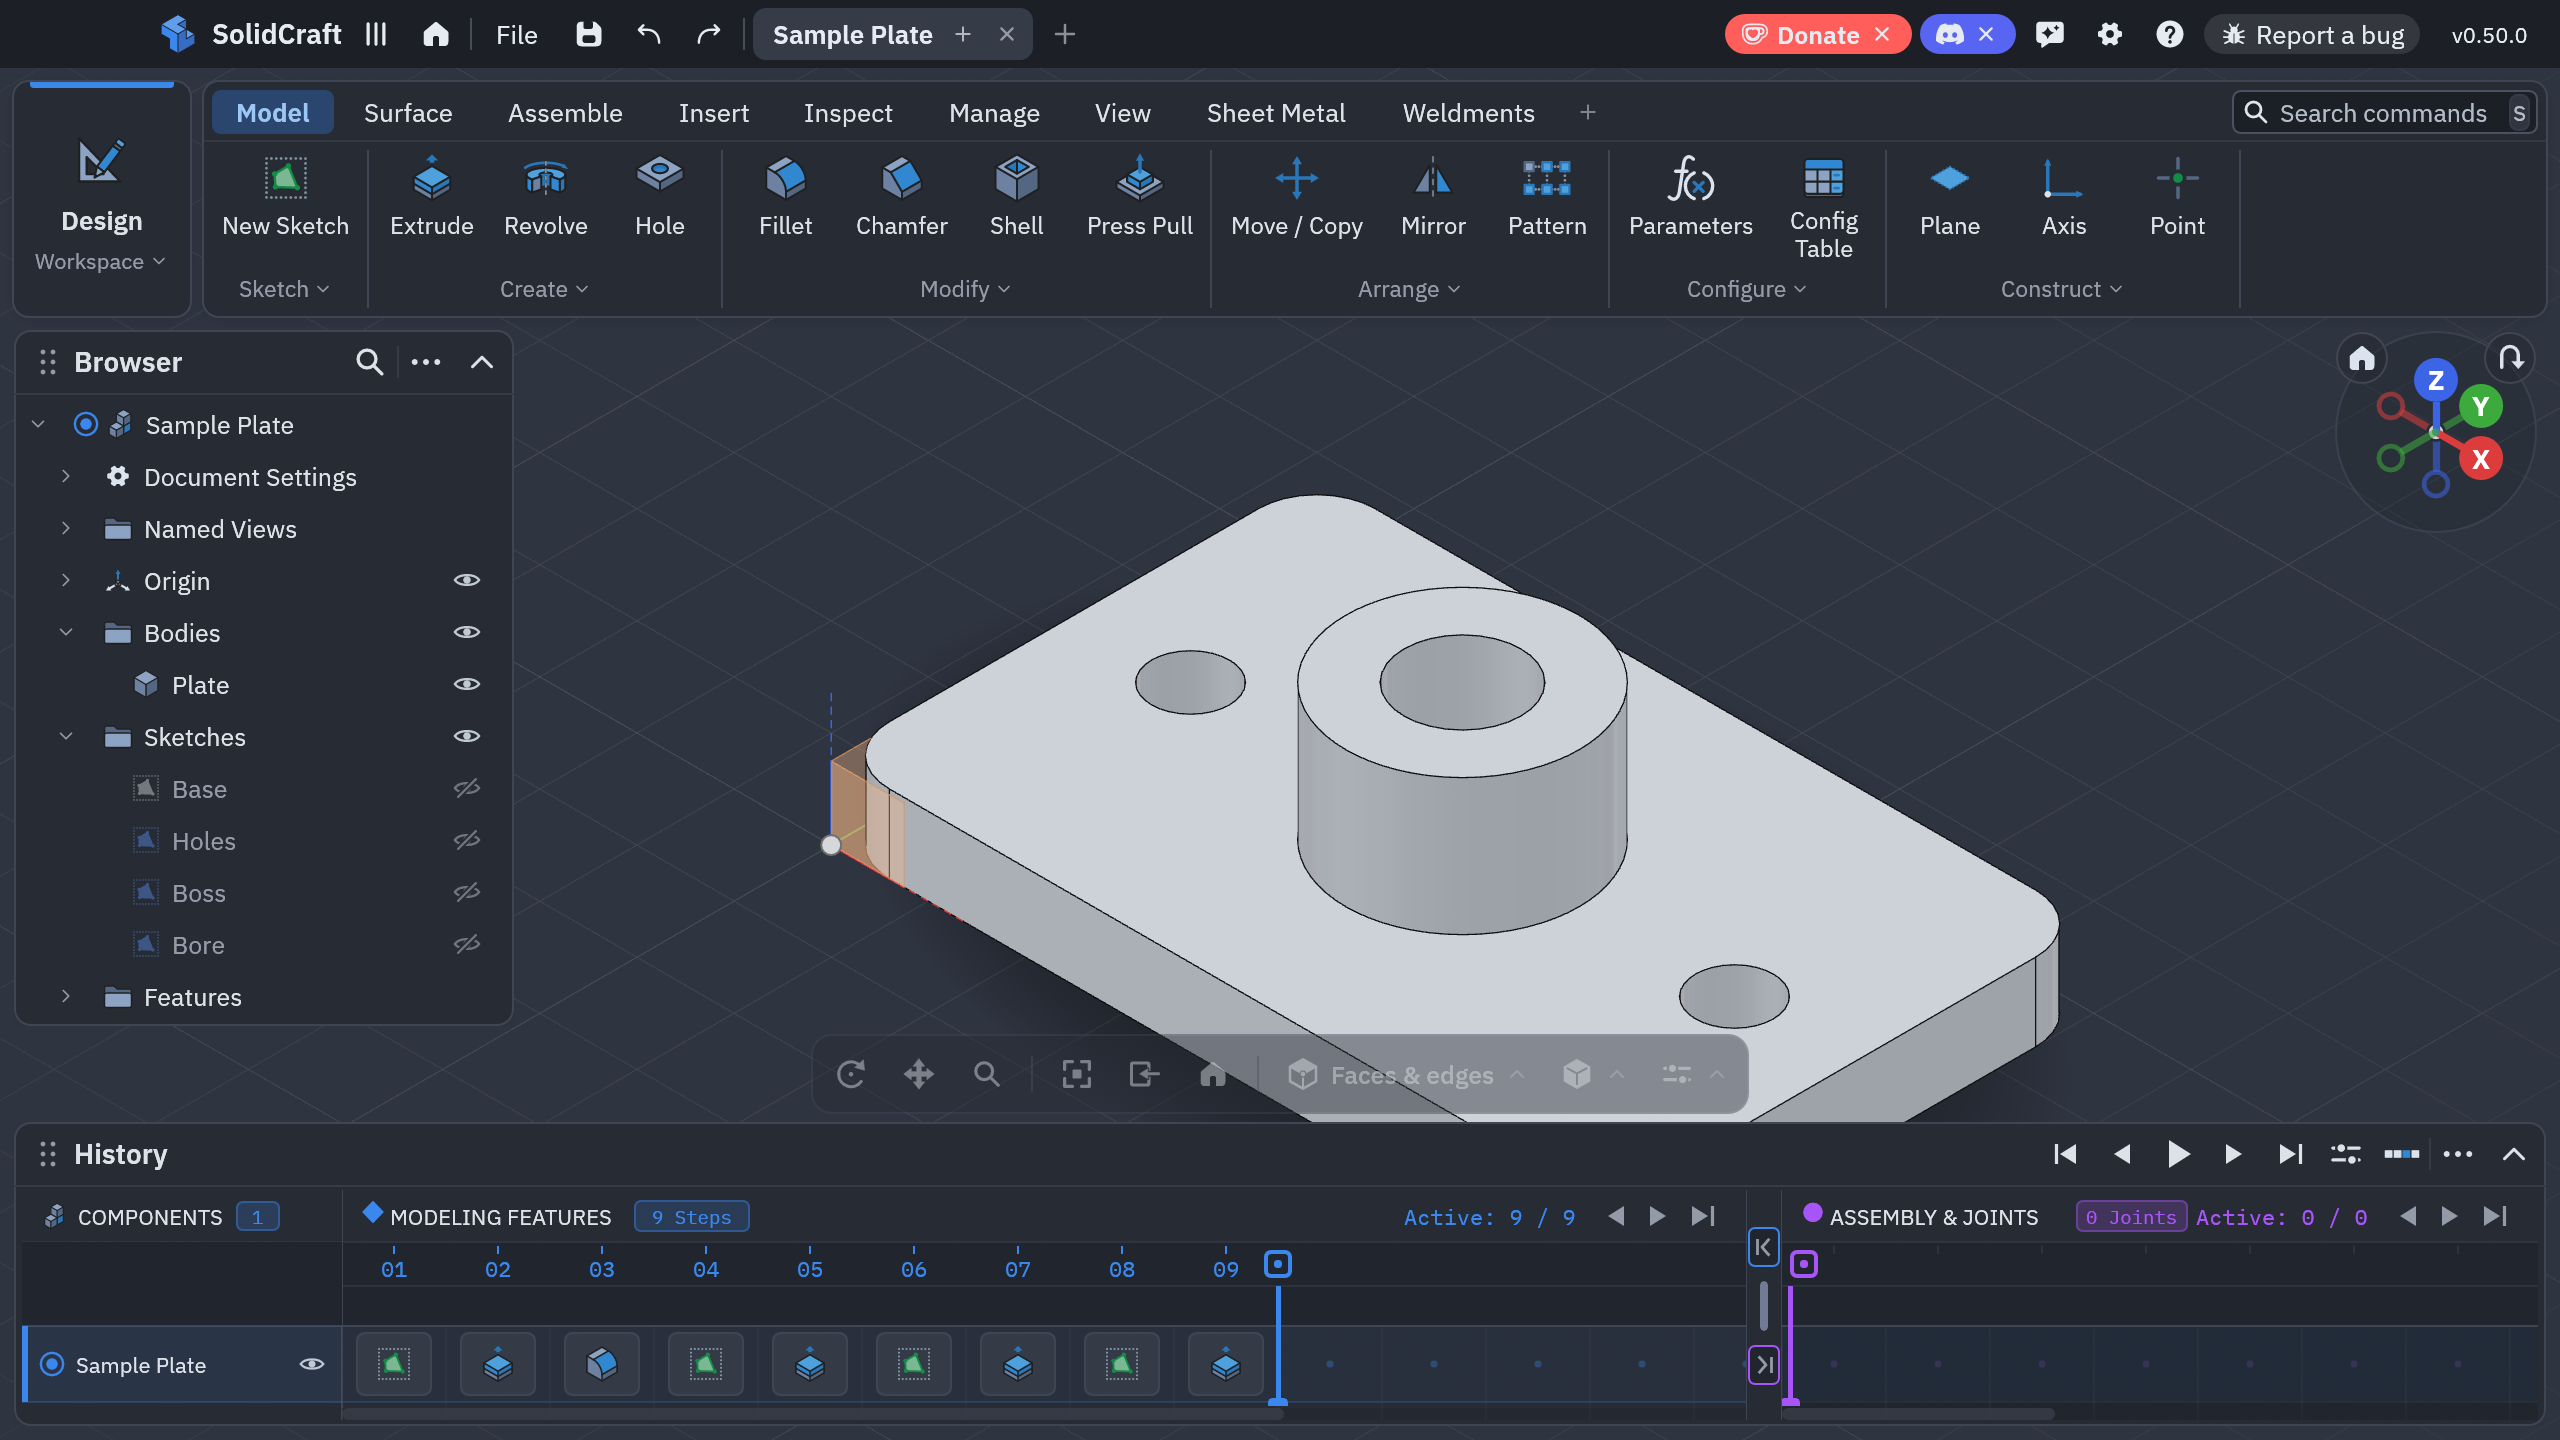 SolidCraft
File
Sample Plate
Donate
Report a bug
v0.50.0
Design
Workspace
Model
Surface
Assemble
Insert
Inspect
Manage
View
Sheet Metal
Weldments
Search commands
S
New Sketch
Extrude
Revolve
Hole
Fillet
Chamfer
Shell
Press Pull
Move / Copy
Mirror
Pattern
Parameters
Config
Table
Plane
Axis
Point
Sketch
Create
Modify
Arrange
Configure
Construct
Browser
Sample Plate
Document Settings
Named Views
Origin
Bodies
Plate
Sketches
Base
Holes
Boss
Bore
Features
Z
Y
X
Faces & edges
History
COMPONENTS
1
MODELING FEATURES
9 Steps
Active: 9 / 9
ASSEMBLY & JOINTS
0 Joints
Active: 0 / 0
01
02
03
04
05
06
07
08
09
Sample Plate